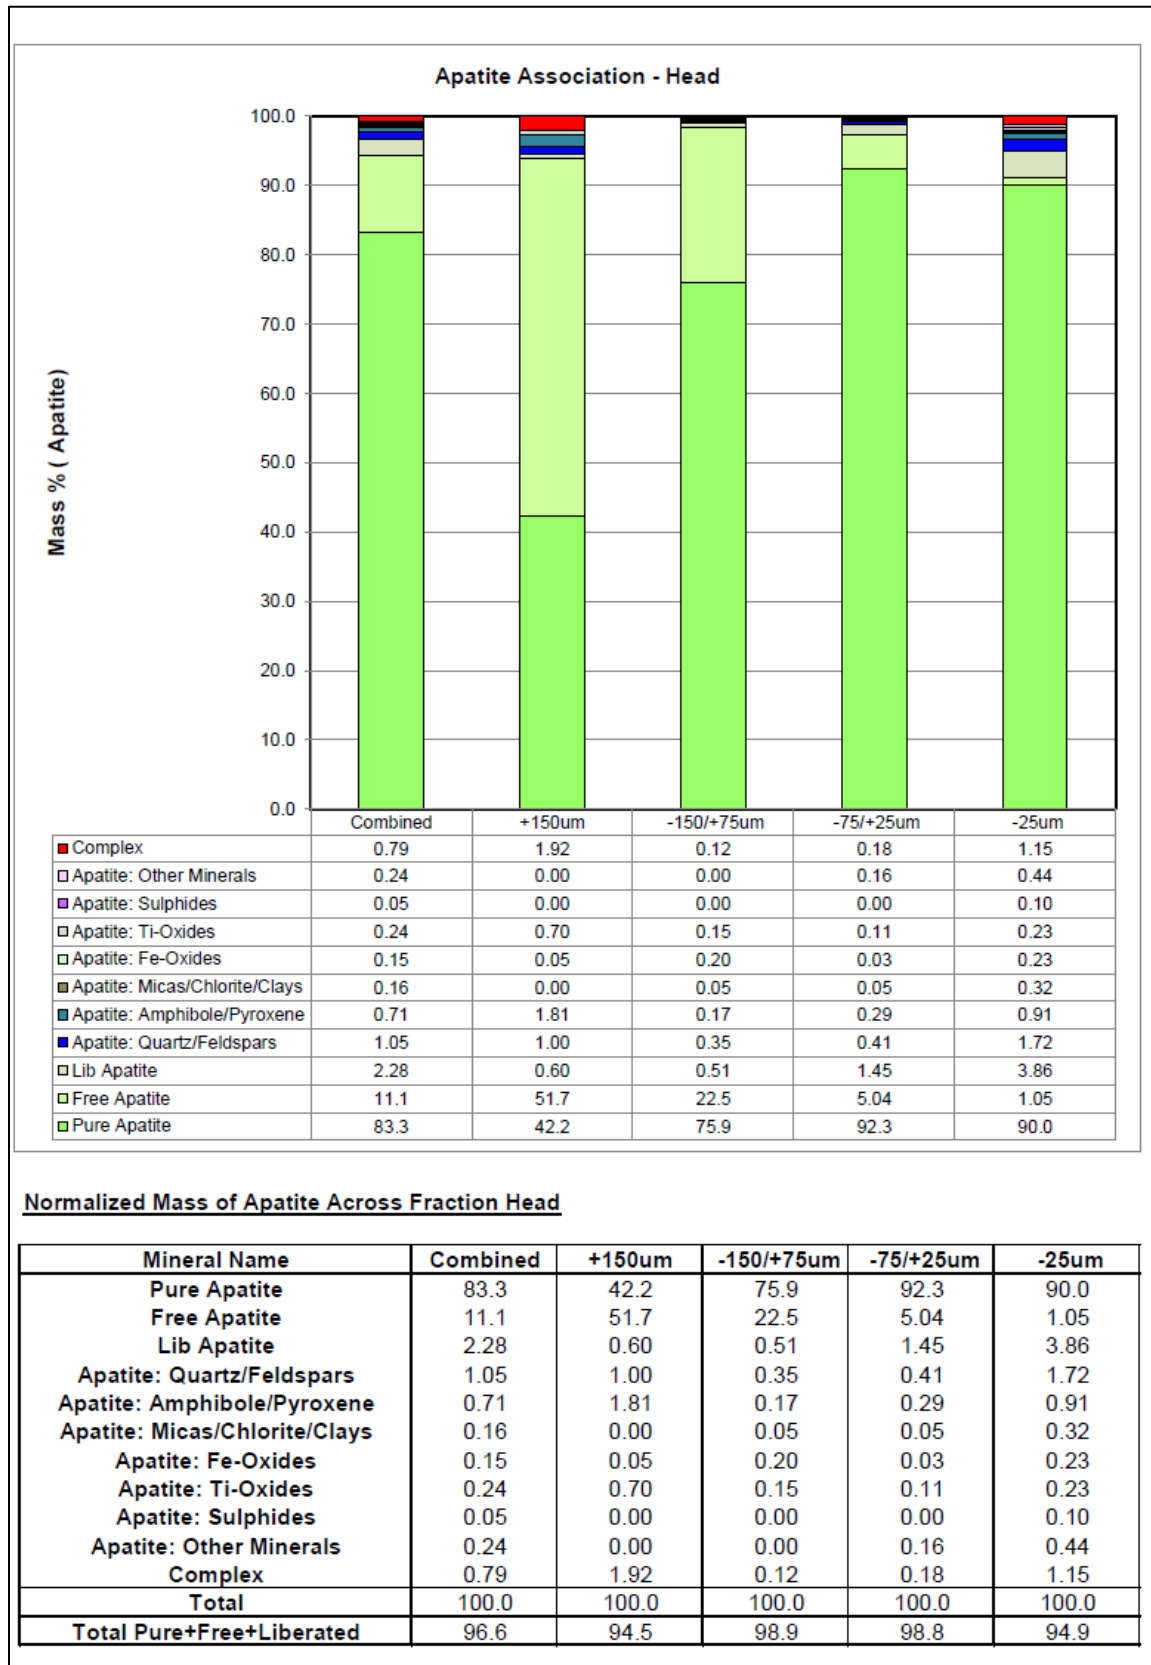 Apatite Association - Head
Mass % ( Apatite)
100.0
90.0
80.0
70.0
60.0
50.0
40.0
30.0
20.0
10.0
0.0
Combined +150um -150/+75um -75/+25um -25um
Complex 0.79 1.92 0.12 0.18 1.15
Apatite: Other Minerals 0.24 0.00 0.00 0.16 0.44
Apatite: Sulphides 0.05 0.00 0.00 0.00 0.10
Apatite: Ti-Oxides 0.24 0.70 0.15 0.11 0.23
Apatite: Fe-Oxides 0.15 0.05 0.20 0.03 0.23
Apatite: Micas/Chlorite/Clays 0.16 0.00 0.05 0.05 0.32
Apatite: Amphibole/Pyroxene 0.71 1.81 0.17 0.29 0.91
Apatite: Quartz/Feldspars 1.05 1.00 0.35 0.41 1.72
Lib Apatite 2.28 0.60 0.51 1.45 3.86
Free Apatite 11.1 51.7 22.5 5.04 1.05
Pure Apatite 83.3 42.2 75.9 92.3 90.0
Normalized Mass of Apatite Across Fraction Head
Mineral Name Combined +150um -150/+75um -75/+25um -25um
Pure Apatite 83.3 42.2 75.9 92.3 90.0
Free Apatite 11.1 51.7 22.5 5.04 1.05
Lib Apatite 2.28 0.60 0.51 1.45 3.86
Apatite: Quartz/Feldspars 1.05 1.00 0.35 0.41 1.72
Apatite: Amphibole/Pyroxene 0.71 1.81 0.17 0.29 0.91
Apatite: Micas/Chlorite/Clays 0.16 0.00 0.05 0.05 0.32
Apatite: Fe-Oxides 0.15 0.05 0.20 0.03 0.23
Apatite: Ti-Oxides 0.24 0.70 0.15 0.11 0.23
Apatite: Sulphides 0.05 0.00 0.00 0.00 0.10
Apatite: Other Minerals 0.24 0.00 0.00 0.16 0.44
Complex 0.79 1.92 0.12 0.18 1.15
Total 100.0 100.0 100.0 100.0 100.0
Total Pure+Free+Liberated 96.6 94.5 98.9 98.8 94.9